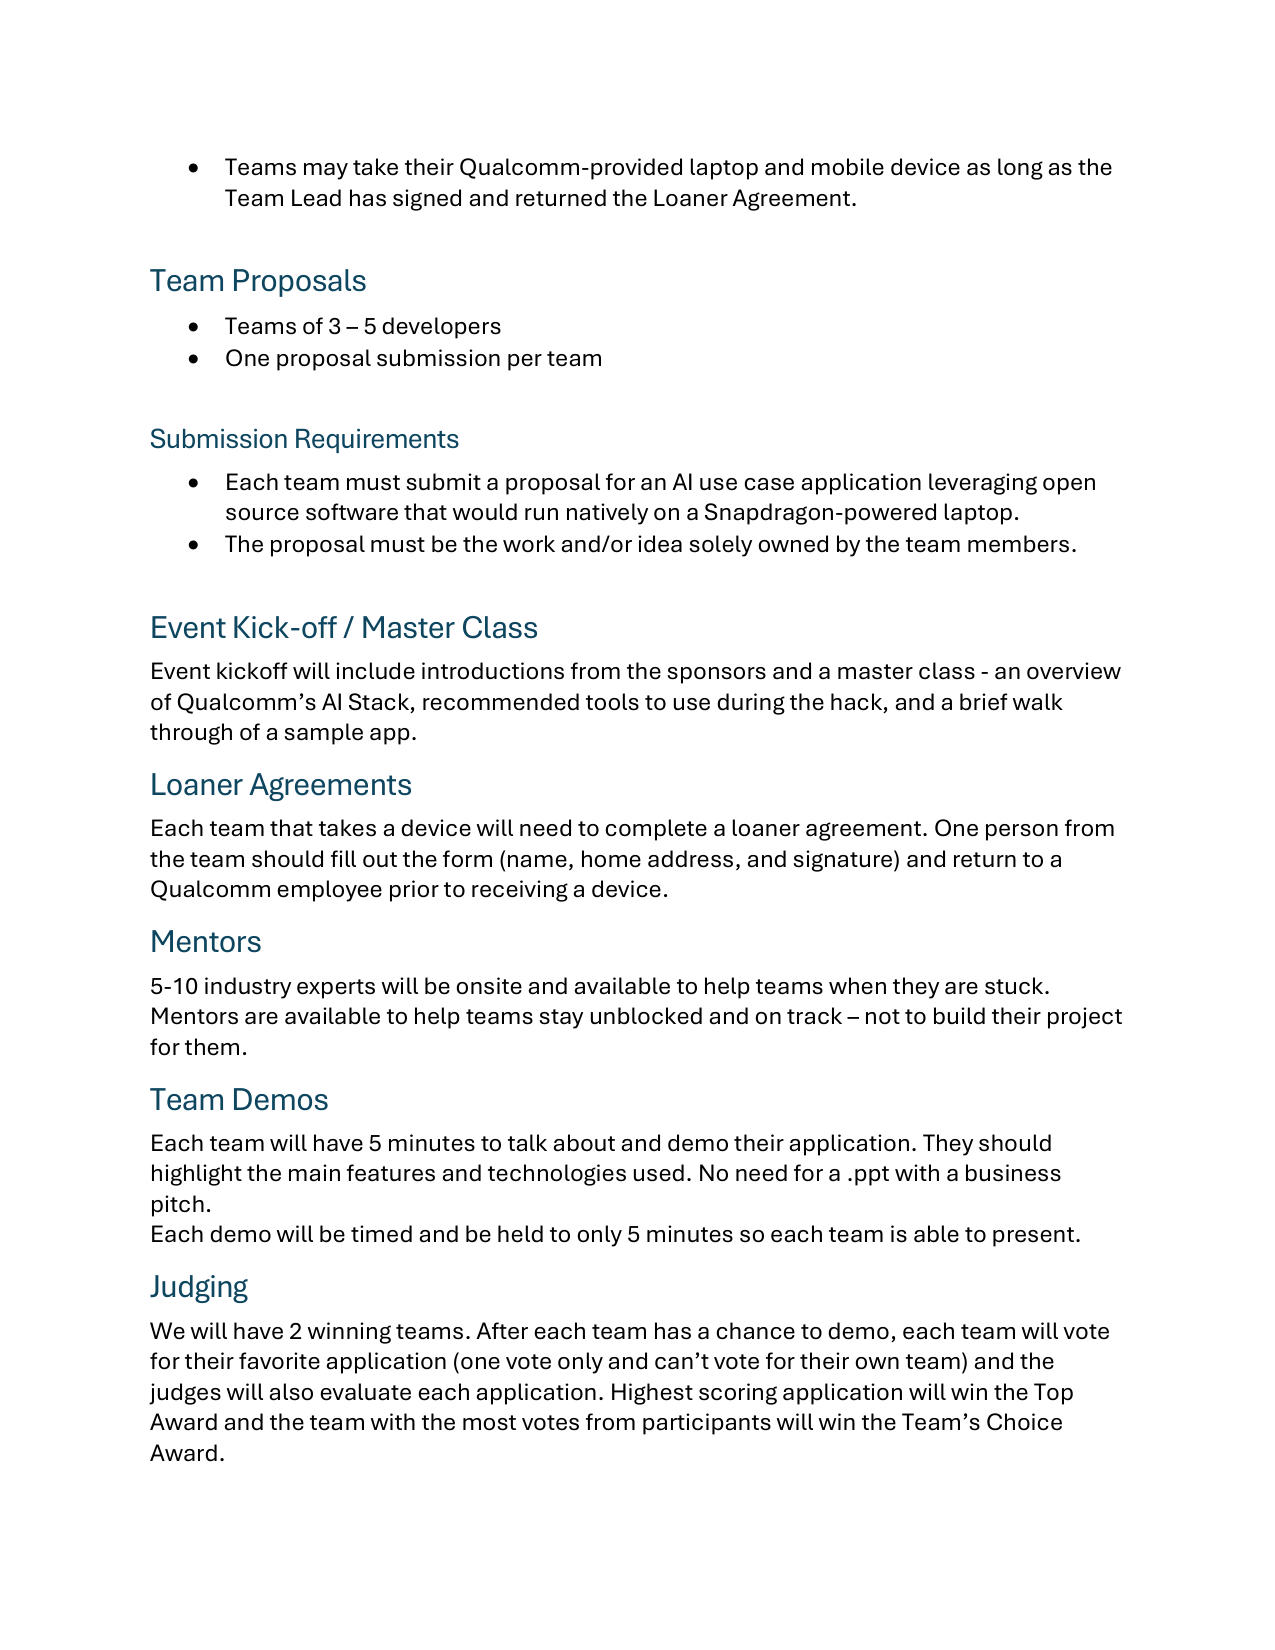 • Teams may take their Qualcomm-provided laptop and mobile device as long as the
Team Lead has signed and returned the Loaner Agreement.
Team Proposals
• Teams of 3 – 5 developers
• One proposal submission per team
Submission Requirements
• Each team must submit a proposal for an AI use case application leveraging open
source software that would run natively on a Snapdragon-powered laptop.
• The proposal must be the work and/or idea solely owned by the team members.
Event Kick-off / Master Class
Event kickoff will include introductions from the sponsors and a master class - an overview
of Qualcomm’s AI Stack, recommended tools to use during the hack, and a brief walk
through of a sample app.
Loaner Agreements
Each team that takes a device will need to complete a loaner agreement. One person from
the team should fill out the form (name, home address, and signature) and return to a
Qualcomm employee prior to receiving a device.
Mentors
5-10 industry experts will be onsite and available to help teams when they are stuck.
Mentors are available to help teams stay unblocked and on track – not to build their project
for them.
Team Demos
Each team will have 5 minutes to talk about and demo their application. They should
highlight the main features and technologies used. No need for a .ppt with a business
pitch.
Each demo will be timed and be held to only 5 minutes so each team is able to present.
Judging
We will have 2 winning teams. After each team has a chance to demo, each team will vote
for their favorite application (one vote only and can’t vote for their own team) and the
judges will also evaluate each application. Highest scoring application will win the Top
Award and the team with the most votes from participants will win the Team’s Choice
Award.